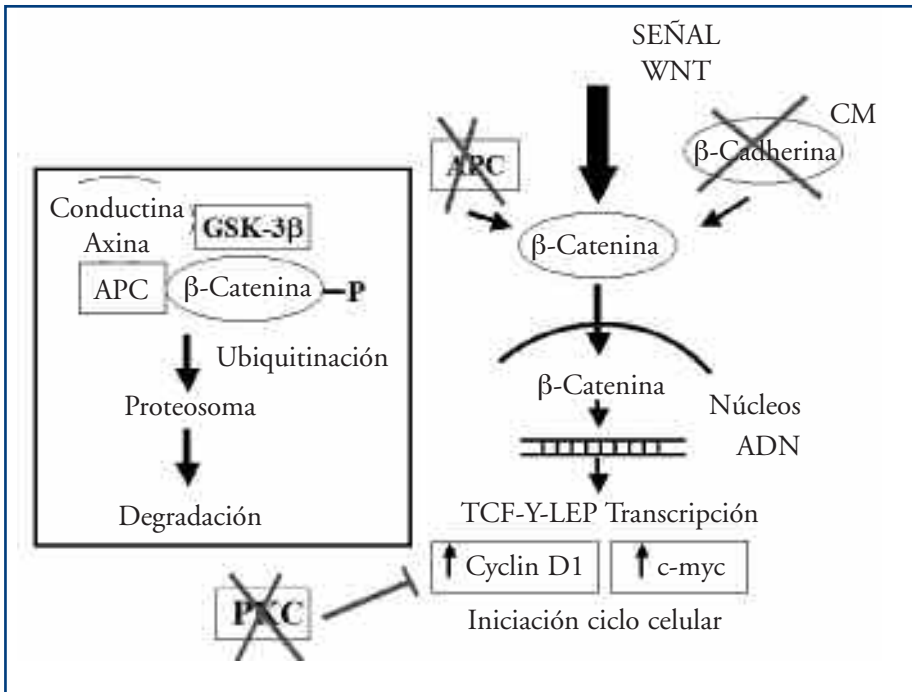 SEÑAL
WNT
CM
APC
β-Cadherina
β-Catenina
Conductina
Axina
GSK-3β
APC
β-Catenina
P
Ubiquitinación
Proteosoma
Degradación
β-Catenina
Núcleos
ADN
TCF-Y-LEP Transcripción
Cyclin D1
c-myc
PKC
Iniciación ciclo celular